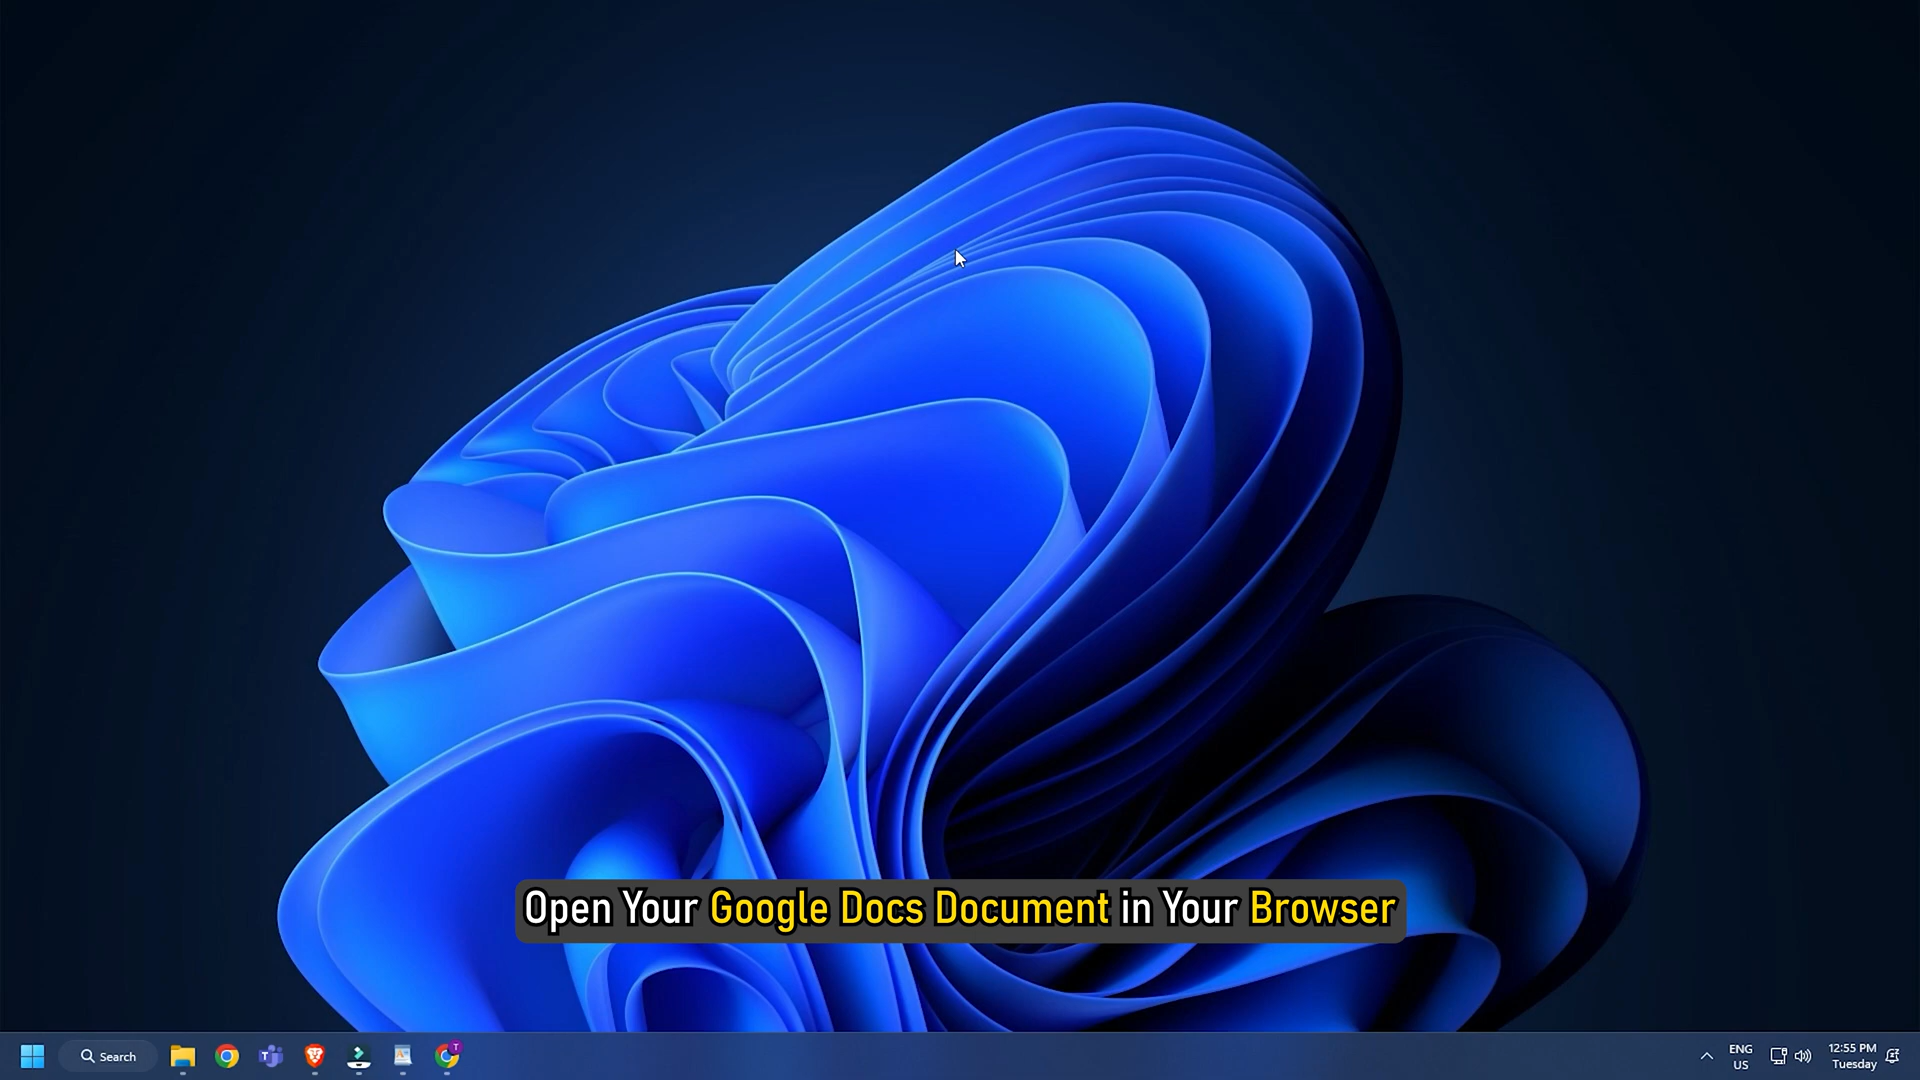 Open Your Google Docs Document in Your Browser
Search
T
T
ENG
US
12:55 PM
Tuesday